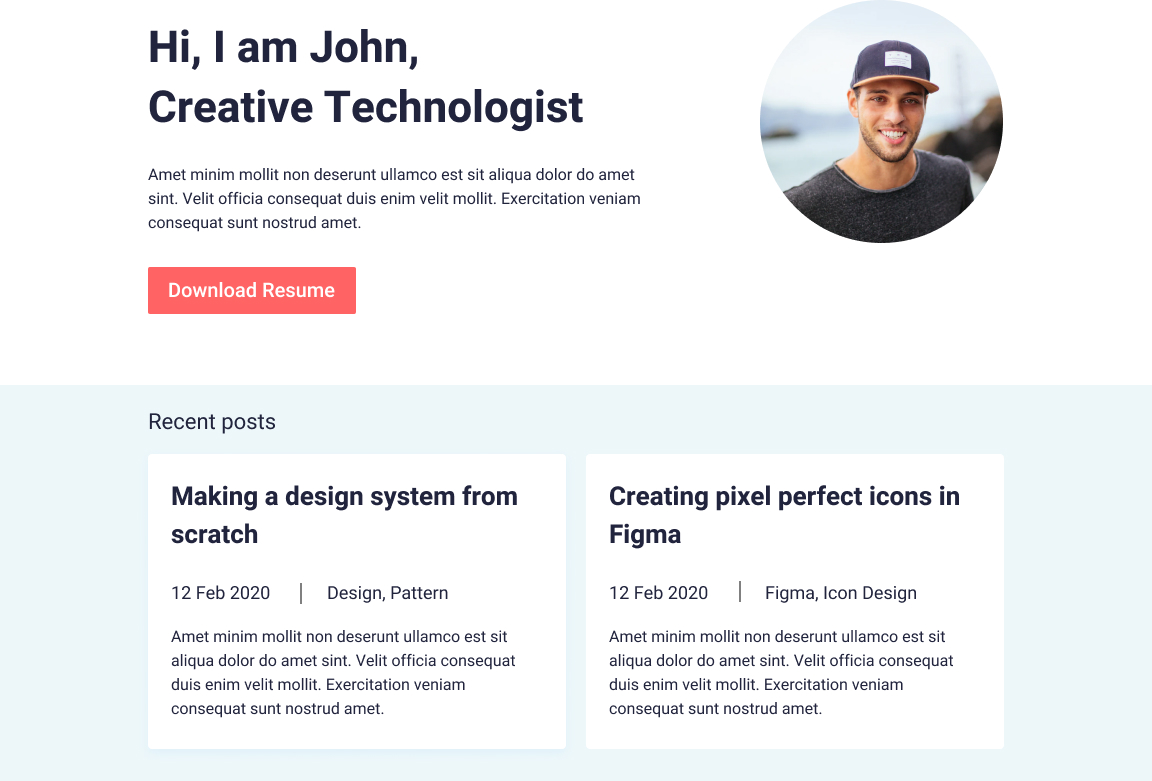 Hi, I am John,
Creative Technologist
Amet minim mollit non deserunt ullamco est sit aliqua dolor do amet
sint. Velit officia consequat duis enim velit mollit. Exercitation veniam
consequat sunt nostrud amet.
Download Resume
Recent posts
Making a design system from
scratch
12 Feb 2020 | Design, Pattern
Amet minim mollit non deserunt ullamco est sit
aliqua dolor do amet sint. Velit officia consequat
duis enim velit mollit. Exercitation veniam
consequat sunt nostrud amet.
Creating pixel perfect icons in
Figma
12 Feb 2020 | Figma, Icon Design
Amet minim mollit non deserunt ullamco est sit
aliqua dolor do amet sint. Velit officia consequat
duis enim velit mollit. Exercitation veniam
consequat sunt nostrud amet.